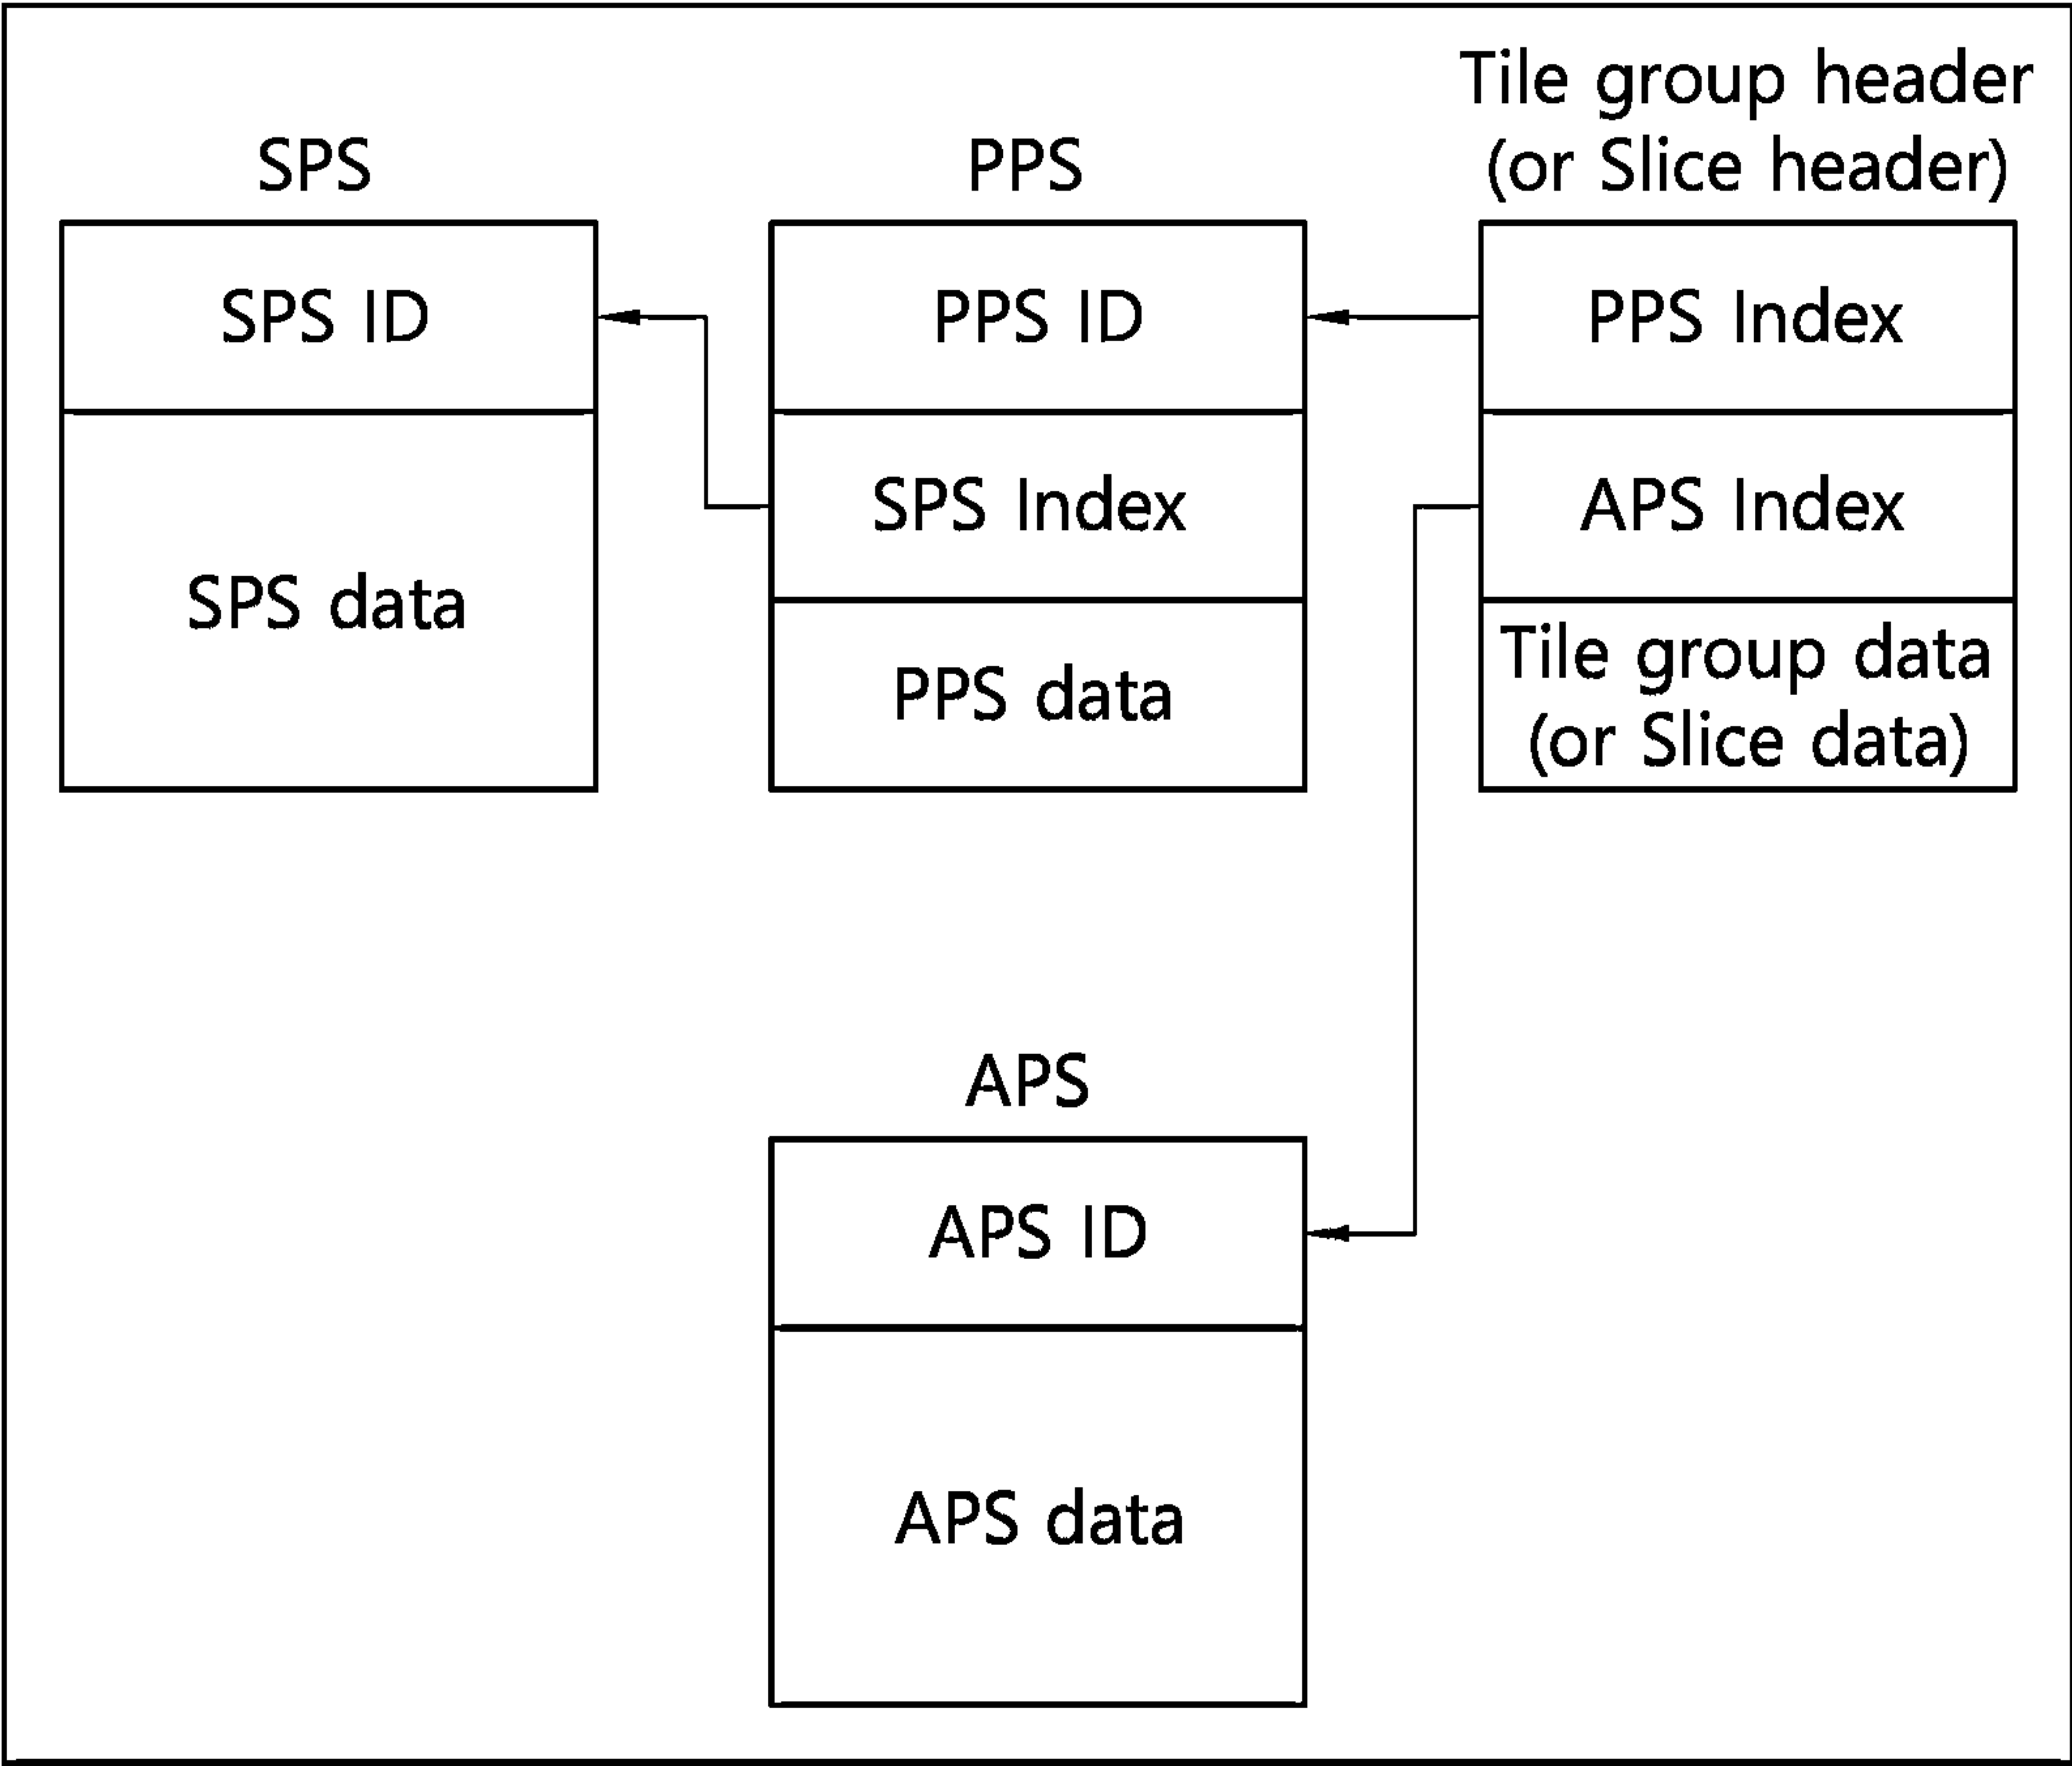 Tile group header
(or Slice header)
SPS
PPS
SPS ID
PPS ID
PPS Index
SPS Index
APS Index
SPS data
PPS data
Tile group data
(or Slice data)
APS
APS ID
APS data